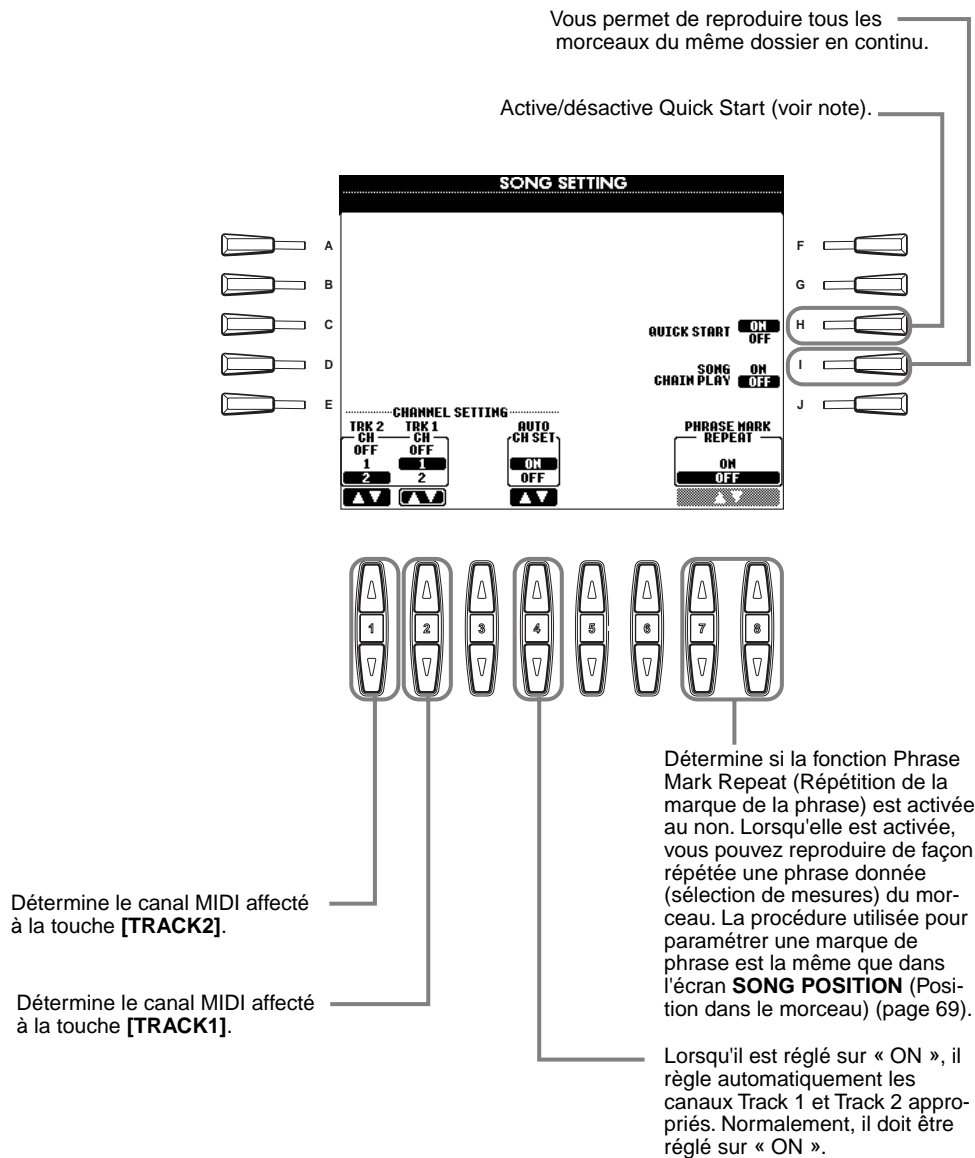 Vous permet de reproduire tous les
morceaux du même dossier en continu.
Active/désactive Quick Start (voir note).
SONG SETTING
A
B
C
D
E
F
G
H
I
J
QUICK START ON
OFF
SONG ON
CHAIN PLAY OFF
CHANNEL SETTING
TRK 2 TRK 1 AUTO PHRASE MARK
CH CH CH SET REPEAT
OFF OFF
1 1 ON ON
2 2 OFF OFF
1 2 3 4 5 6 7 8
Détermine si la fonction Phrase
Mark Repeat (Répétition de la
marque de la phrase) est activée
au non. Lorsqu'elle est activée,
vous pouvez reproduire de façon
répétée une phrase donnée
(sélection de mesures) du mor-
ceau. La procédure utilisée pour
paramétrer une marque de
phrase est la même que dans
l'écran SONG POSITION (Posi-
tion dans le morceau) (page 69).
Détermine le canal MIDI affecté
à la touche [TRACK2].
Détermine le canal MIDI affecté
à la touche [TRACK1].
Lorsqu'il est réglé sur « ON », il
règle automatiquement les
canaux Track 1 et Track 2 appro-
priés. Normalement, il doit être
réglé sur « ON ».